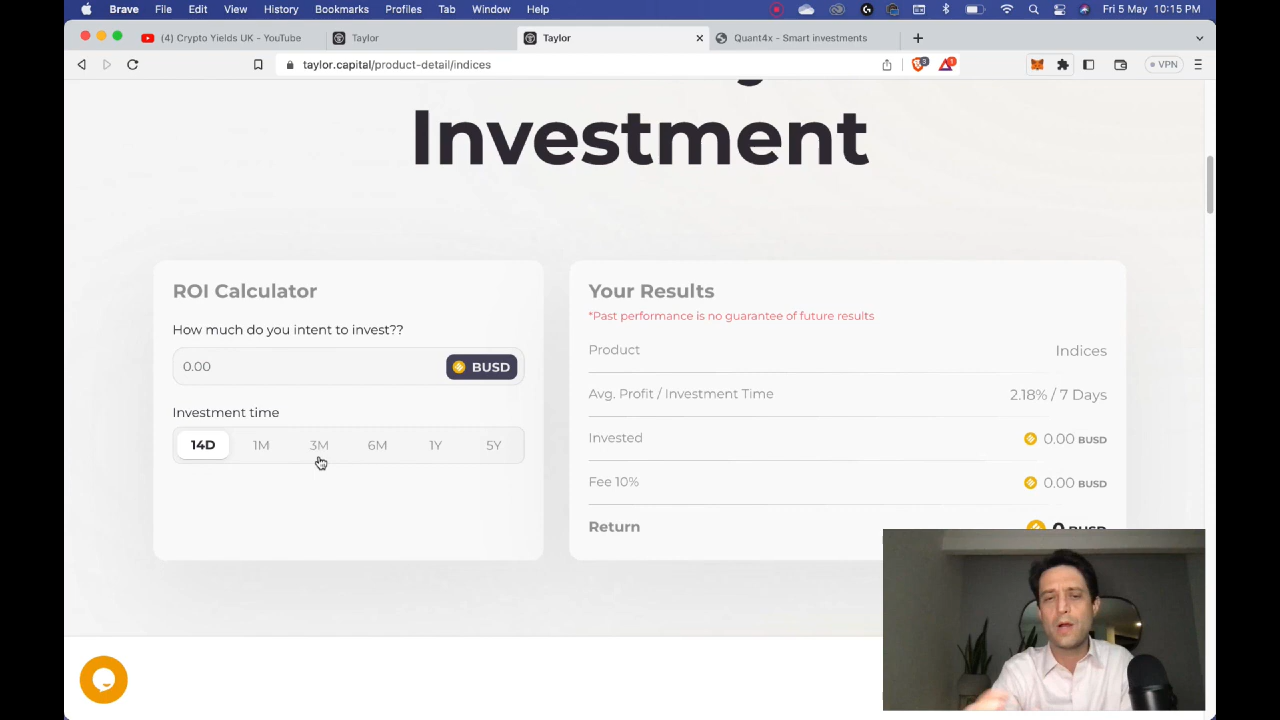 Brave File Edit View History Bookmarks Profiles Tab Window Help Fri 5 May 10:15 PM
(4) Crypto Yields UK - YouTube Taylor Taylor Quant4x - Smart investments
taylor.capital/product-detail/indices VPN
Investment
ROI Calculator
How much do you intent to invest??
0.00 BUSD
Investment time
14D 1M 3M 6M 1Y 5Y
Your Results
*Past performance is no guarantee of future results
Product Indices
Avg. Profit / Investment Time 2.18% / 7 Days
Invested 0.00 BUSD
Fee 10% 0.00 BUSD
Return 0 BUSD